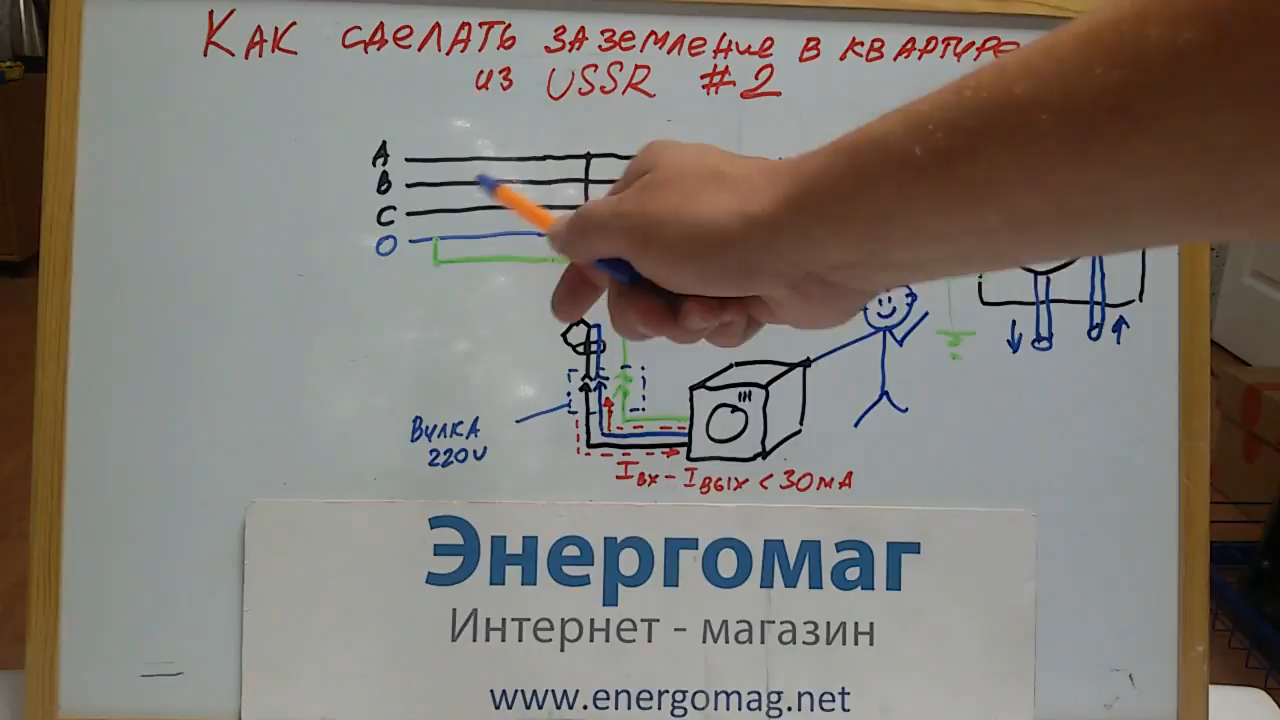 Как сделать заземление в квартире
из USSR #2
A
B
C
O
Вилка
220V
Iвх - Iвых < 30мА
Энергомаг
Интернет - магазин
www.energomag.net